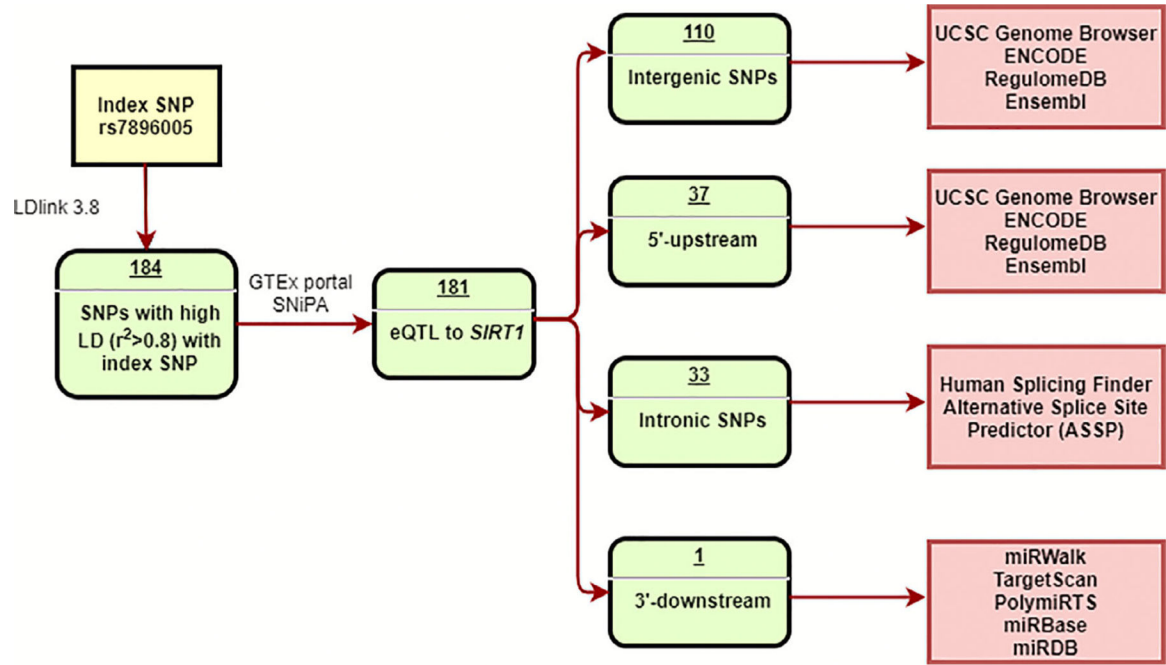 Index SNP
rs7896005
LDlink 3.8
184
SNPs with high
LD (r²>0.8) with
index SNP
GTEx portal
SNiPA
181
eQTL to SIRT1
110
Intergenic SNPs
UCSC Genome Browser
ENCODE
RegulomeDB
Ensembl
37
5'-upstream
UCSC Genome Browser
ENCODE
RegulomeDB
Ensembl
33
Intronic SNPs
Human Splicing Finder
Alternative Splice Site
Predictor (ASSP)
1
3'-downstream
miRWalk
TargetScan
PolymiRTS
miRBase
miRDB